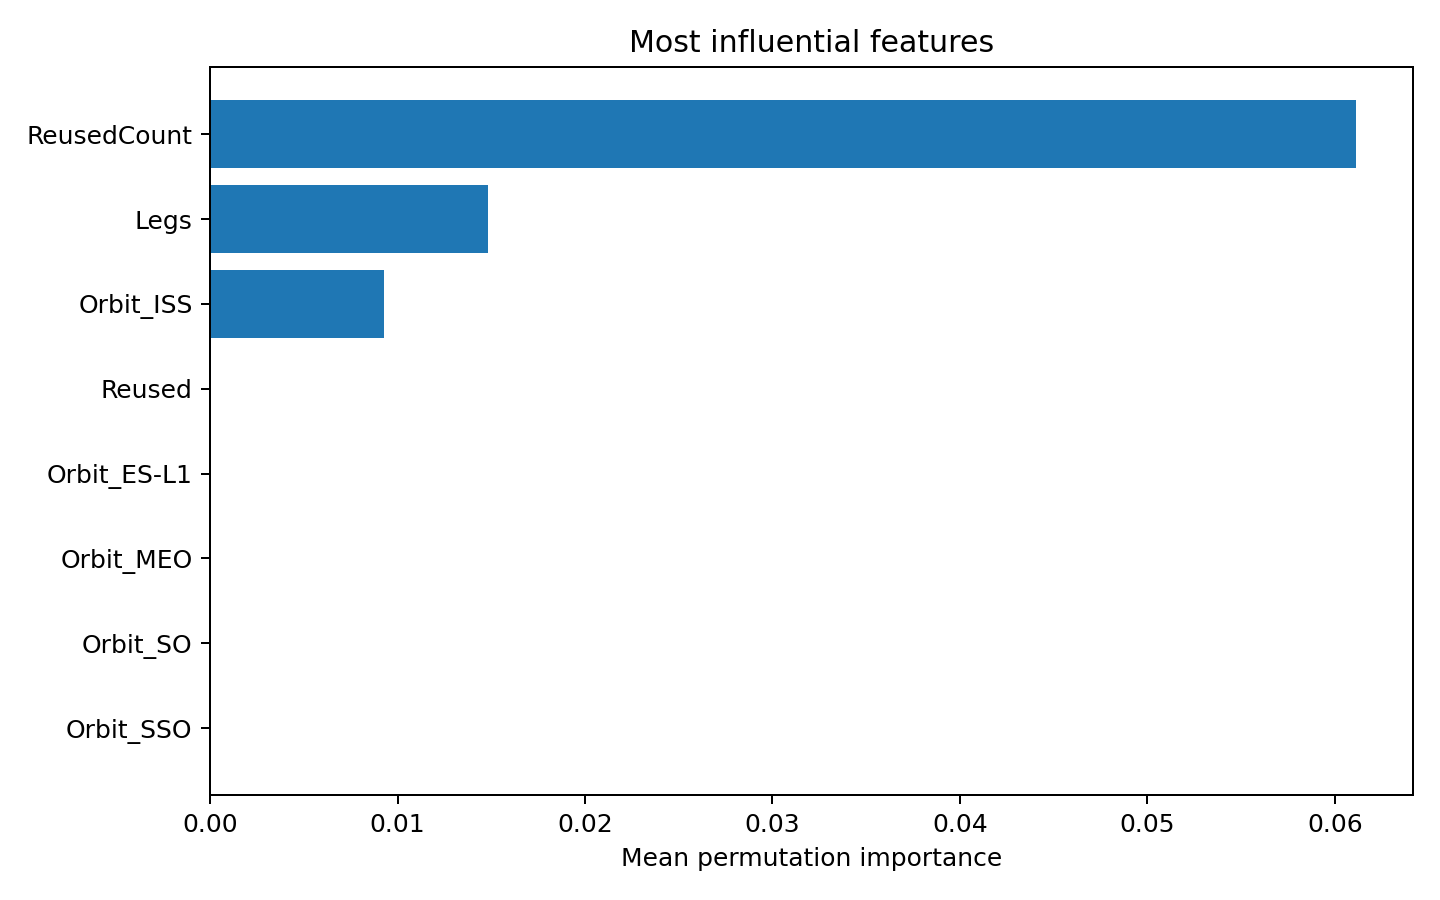 Most influential features
ReusedCount
Legs
Orbit_ISS
Reused
Orbit_ES-L1
Orbit_MEO
Orbit_SO
Orbit_SSO
0.00 0.01 0.02 0.03 0.04 0.05 0.06
Mean permutation importance